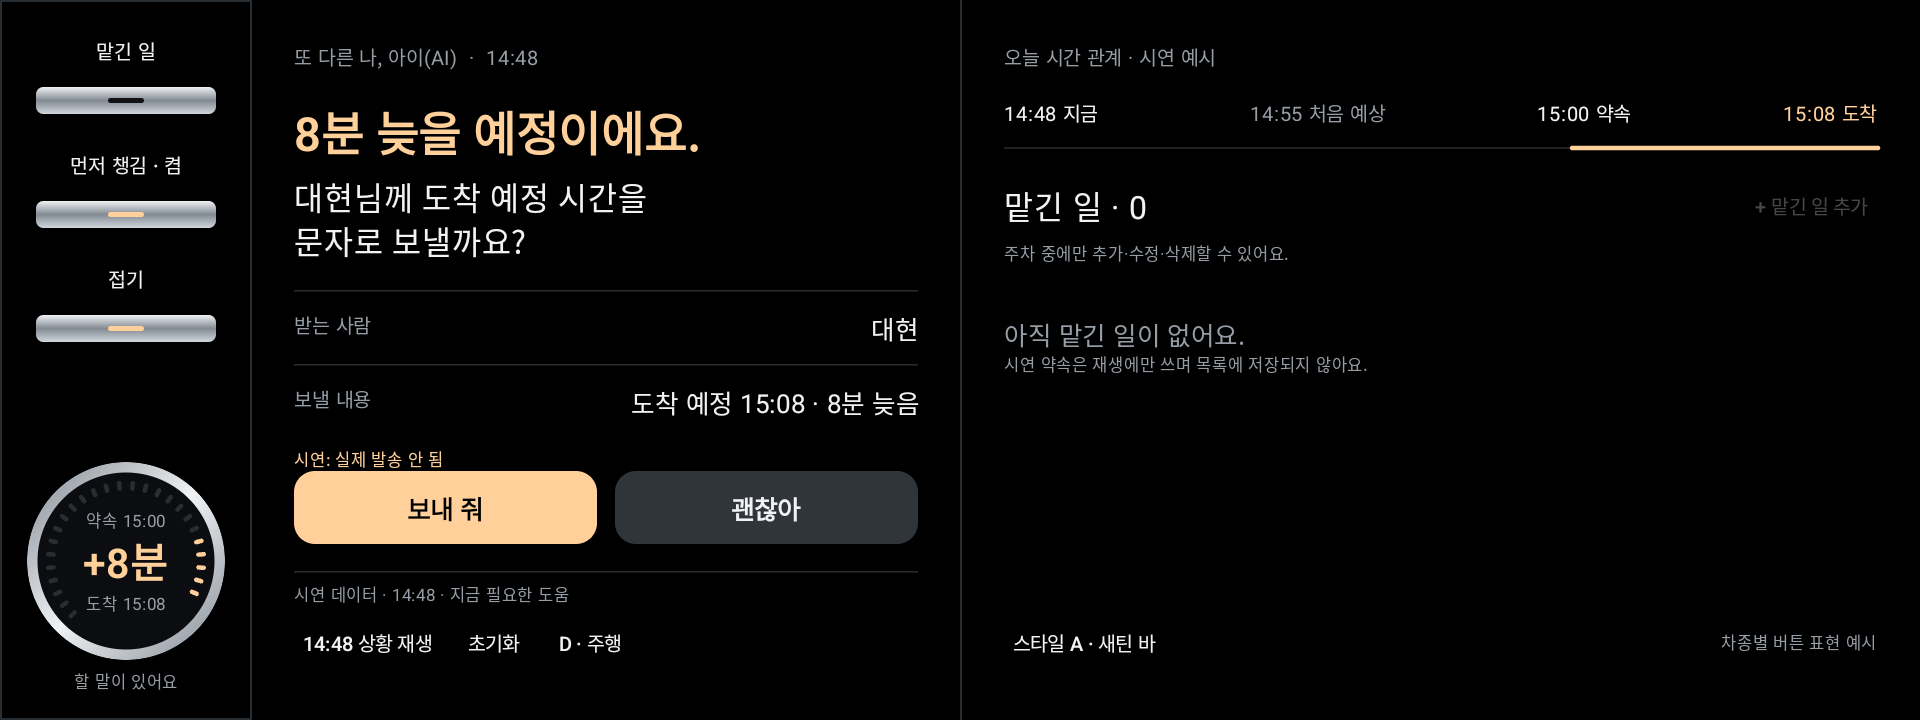 맡긴 일
먼저 챙김 · 켬
접기
약속 15:00
+8분
도착 15:08
할 말이 있어요
또 다른 나, 아이(AI) · 14:48
8분 늦을 예정이에요.
대현님께 도착 예정 시간을
문자로 보낼까요?
받는 사람 대현
보낼 내용 도착 예정 15:08 · 8분 늦음
시연: 실제 발송 안 됨
보내 줘 괜찮아
시연 데이터 · 14:48 · 지금 필요한 도움
14:48 상황 재생 초기화 D · 주행
오늘 시간 관계 · 시연 예시
14:48 지금 14:55 처음 예상 15:00 약속 15:08 도착
맡긴 일 · 0 + 맡긴 일 추가
주차 중에만 추가·수정·삭제할 수 있어요.
아직 맡긴 일이 없어요.
시연 약속은 재생에만 쓰며 목록에 저장되지 않아요.
스타일 A · 새틴 바 차종별 버튼 표현 예시